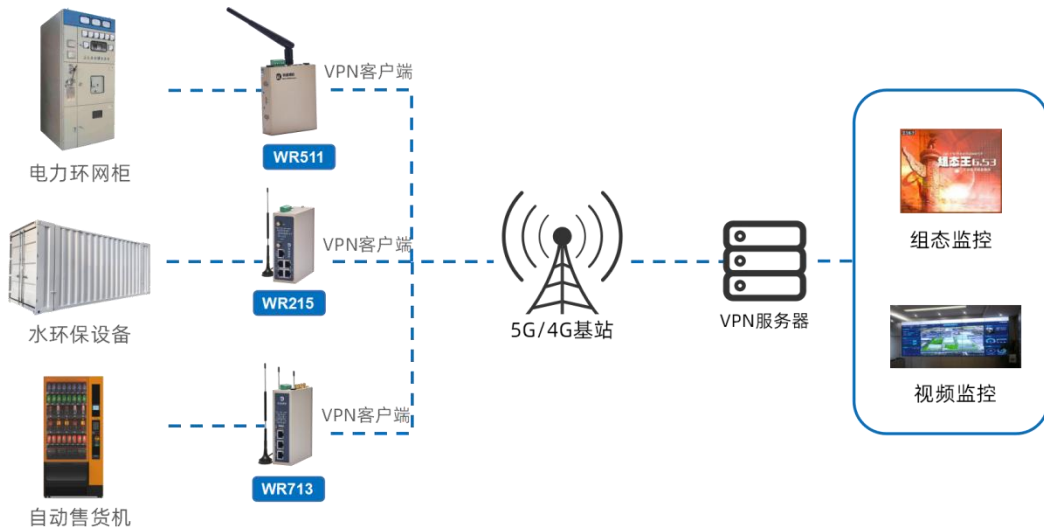 VPN客户端
电力环网柜
WR511
VPN客户端
水环保设备
WR215
VPN客户端
自动售货机
WR713
5G/4G基站
VPN服务器
组态王6.53
组态监控
视频监控